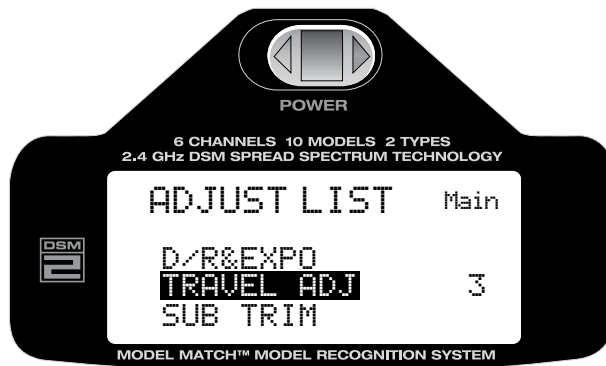 POWER
6 CHANNELS 10 MODELS 2 TYPES
2.4 GHz DSM SPREAD SPECTRUM TECHNOLOGY
ADJUST LIST Main
DSM
2
D/R&EXPO
TRAVEL ADJ 3
SUB TRIM
MODEL MATCH™ MODEL RECOGNITION SYSTEM